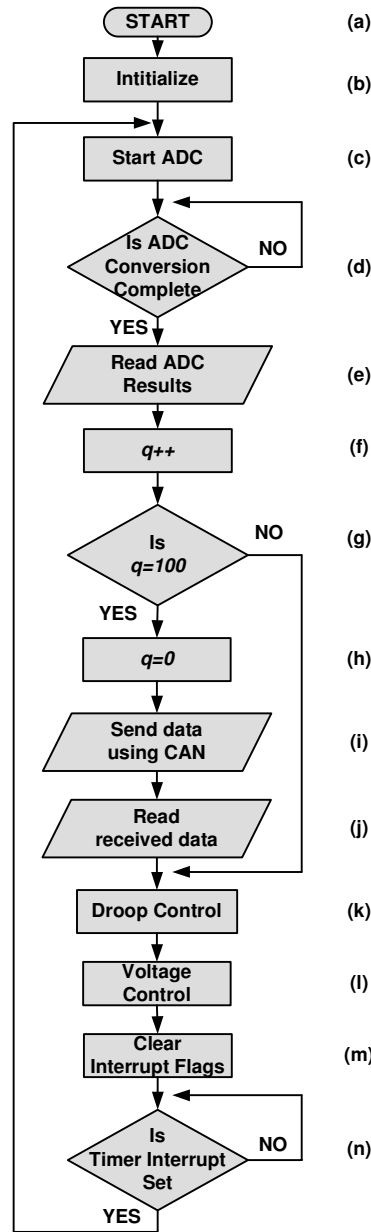 START (a)
Intitialize (b)
Start ADC (c)
Is ADC
Conversion
Complete
NO
(d)
YES
Read ADC
Results
(e)
q++ (f)
Is
q=100
NO
(g)
YES
q=0 (h)
Send data
using CAN
(i)
Read
received data
(j)
Droop Control (k)
Voltage
Control
(l)
Clear
Interrupt Flags
(m)
Is
Timer Interrupt
Set
NO
(n)
YES